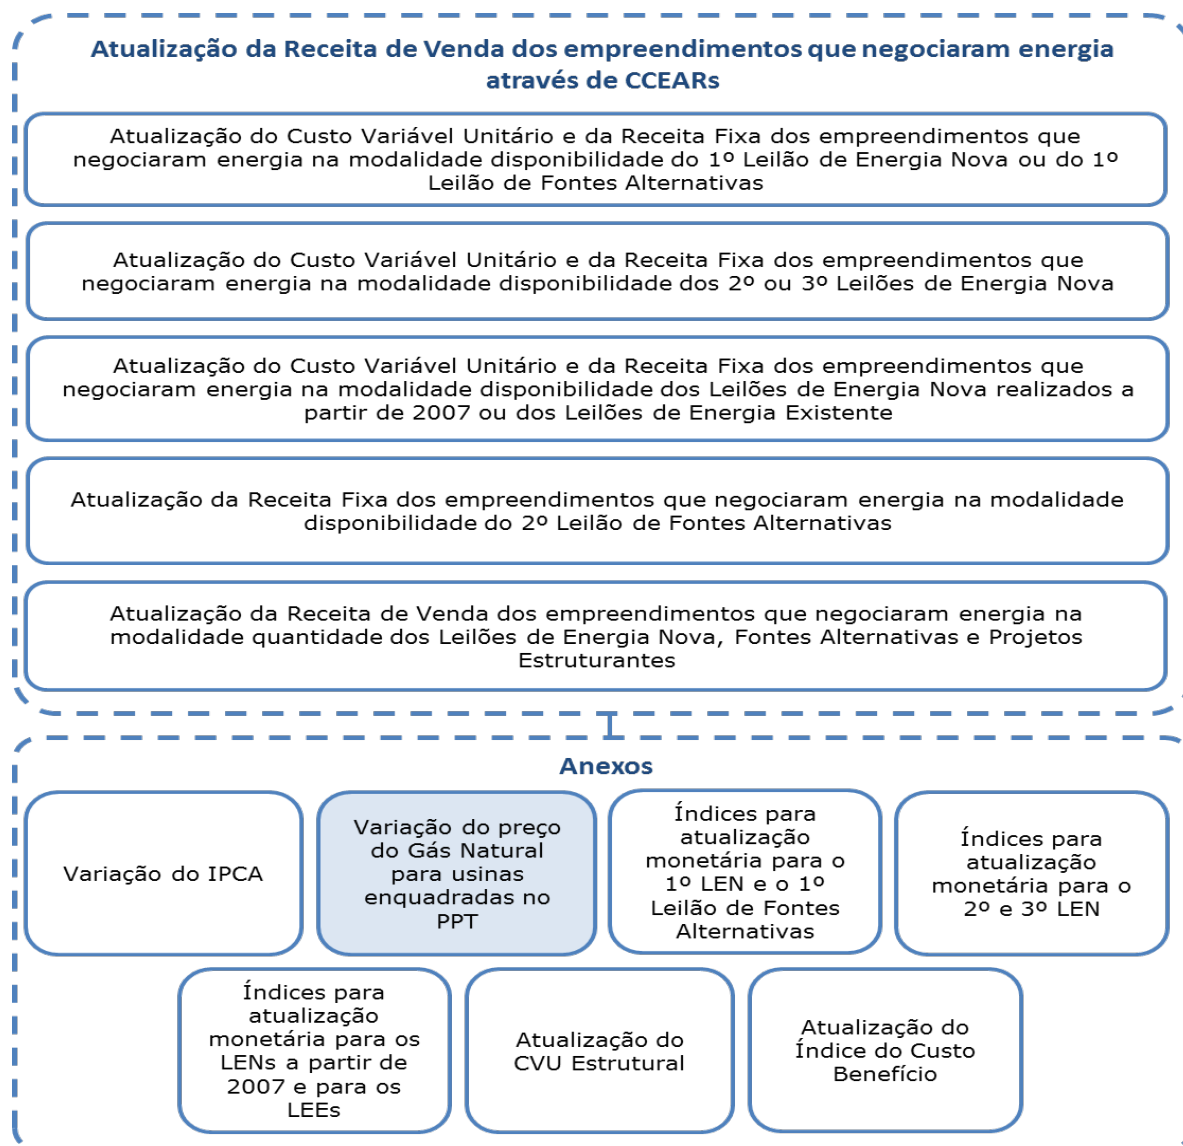 Atualização da Receita de Venda dos empreendimentos que negociaram energia
através de CCEARs
Atualização do Custo Variável Unitário e da Receita Fixa dos empreendimentos que
negociaram energia na modalidade disponibilidade do 1º Leilão de Energia Nova ou do 1º
Leilão de Fontes Alternativas
Atualização do Custo Variável Unitário e da Receita Fixa dos empreendimentos que
negociaram energia na modalidade disponibilidade dos 2º ou 3º Leilões de Energia Nova
Atualização do Custo Variável Unitário e da Receita Fixa dos empreendimentos que
negociaram energia na modalidade disponibilidade dos Leilões de Energia Nova realizados a
partir de 2007 ou dos Leilões de Energia Existente
Atualização da Receita Fixa dos empreendimentos que negociaram energia na modalidade
disponibilidade do 2º Leilão de Fontes Alternativas
Atualização da Receita de Venda dos empreendimentos que negociaram energia na
modalidade quantidade dos Leilões de Energia Nova, Fontes Alternativas e Projetos
Estruturantes
Anexos
Variação do IPCA
Variação do preço
do Gás Natural
para usinas
enquadradas no
PPT
Índices para
atualização
monetária para o
1º LEN e o 1º
Leilão de Fontes
Alternativas
Índices para
atualização
monetária para o
2º e 3º LEN
Índices para
atualização
monetária para os
LENs a partir de
2007 e para os
LEEs
Atualização do
CVU Estrutural
Atualização do
Índice do Custo
Benefício